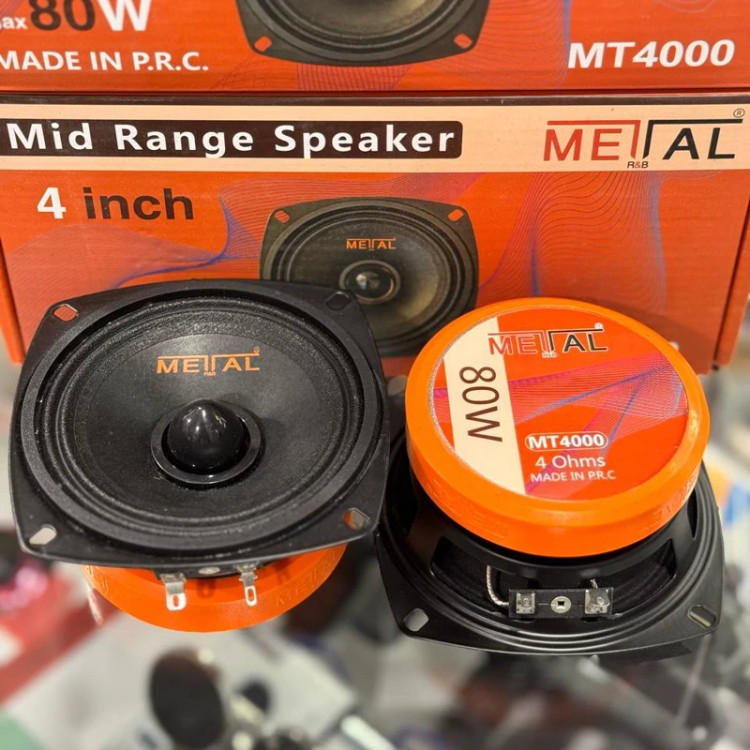 max 80W
MADE IN P.R.C.
MT4000
Mid Range Speaker
METAL®
R&B
4 inch
METAL
METAL®
R&B
METAL®
R&B
80W
MT4000
4 Ohms
MADE IN P.R.C